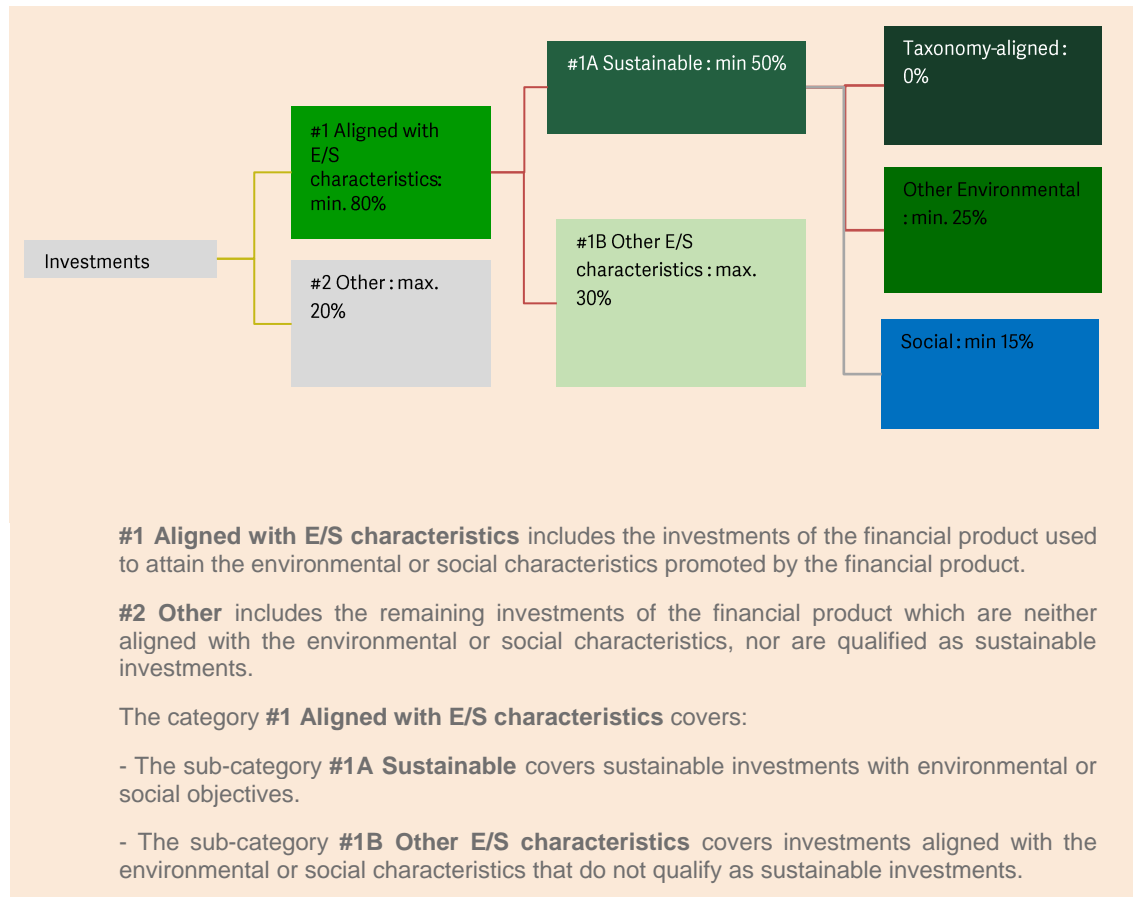 Investments
#1 Aligned with
E/S
characteristics:
min. 80%
#2 Other : max.
20%
#1A Sustainable : min 50%
#1B Other E/S
characteristics : max.
30%
Taxonomy-aligned :
0%
Other Environmental
: min. 25%
Social : min 15%
#1 Aligned with E/S characteristics includes the investments of the financial product used
to attain the environmental or social characteristics promoted by the financial product.
#2 Other includes the remaining investments of the financial product which are neither
aligned with the environmental or social characteristics, nor are qualified as sustainable
investments.
The category #1 Aligned with E/S characteristics covers:
- The sub-category #1A Sustainable covers sustainable investments with environmental or
social objectives.
- The sub-category #1B Other E/S characteristics covers investments aligned with the
environmental or social characteristics that do not qualify as sustainable investments.